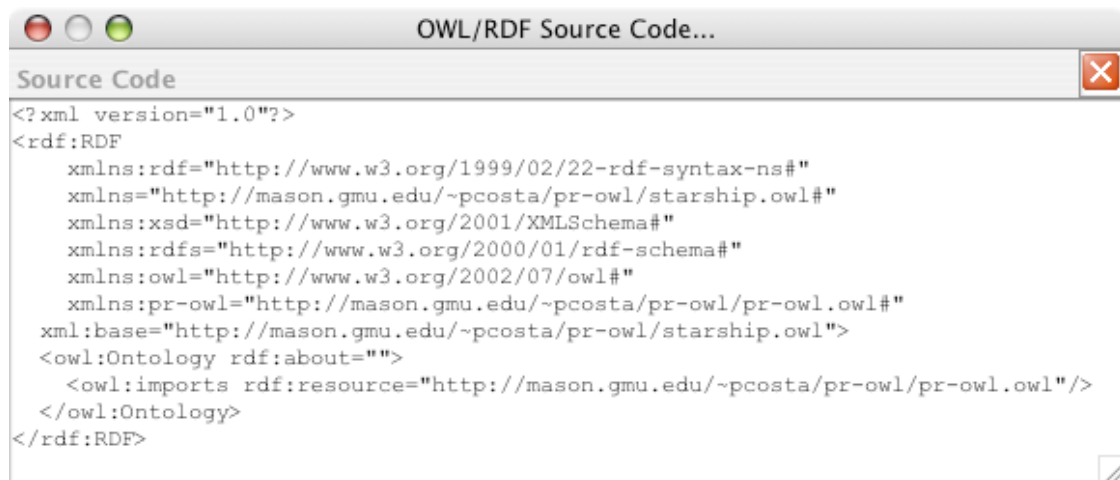 OWL/RDF Source Code...
Source Code
<?xml version="1.0"?>
<rdf:RDF
    xmlns:rdf="http://www.w3.org/1999/02/22-rdf-syntax-ns#"
    xmlns="http://mason.gmu.edu/~pcosta/pr-owl/starship.owl#"
    xmlns:xsd="http://www.w3.org/2001/XMLSchema#"
    xmlns:rdfs="http://www.w3.org/2000/01/rdf-schema#"
    xmlns:owl="http://www.w3.org/2002/07/owl#"
    xmlns:pr-owl="http://mason.gmu.edu/~pcosta/pr-owl/pr-owl.owl#"
  xml:base="http://mason.gmu.edu/~pcosta/pr-owl/starship.owl">
  <owl:Ontology rdf:about="">
    <owl:imports rdf:resource="http://mason.gmu.edu/~pcosta/pr-owl/pr-owl.owl"/>
  </owl:Ontology>
</rdf:RDF>